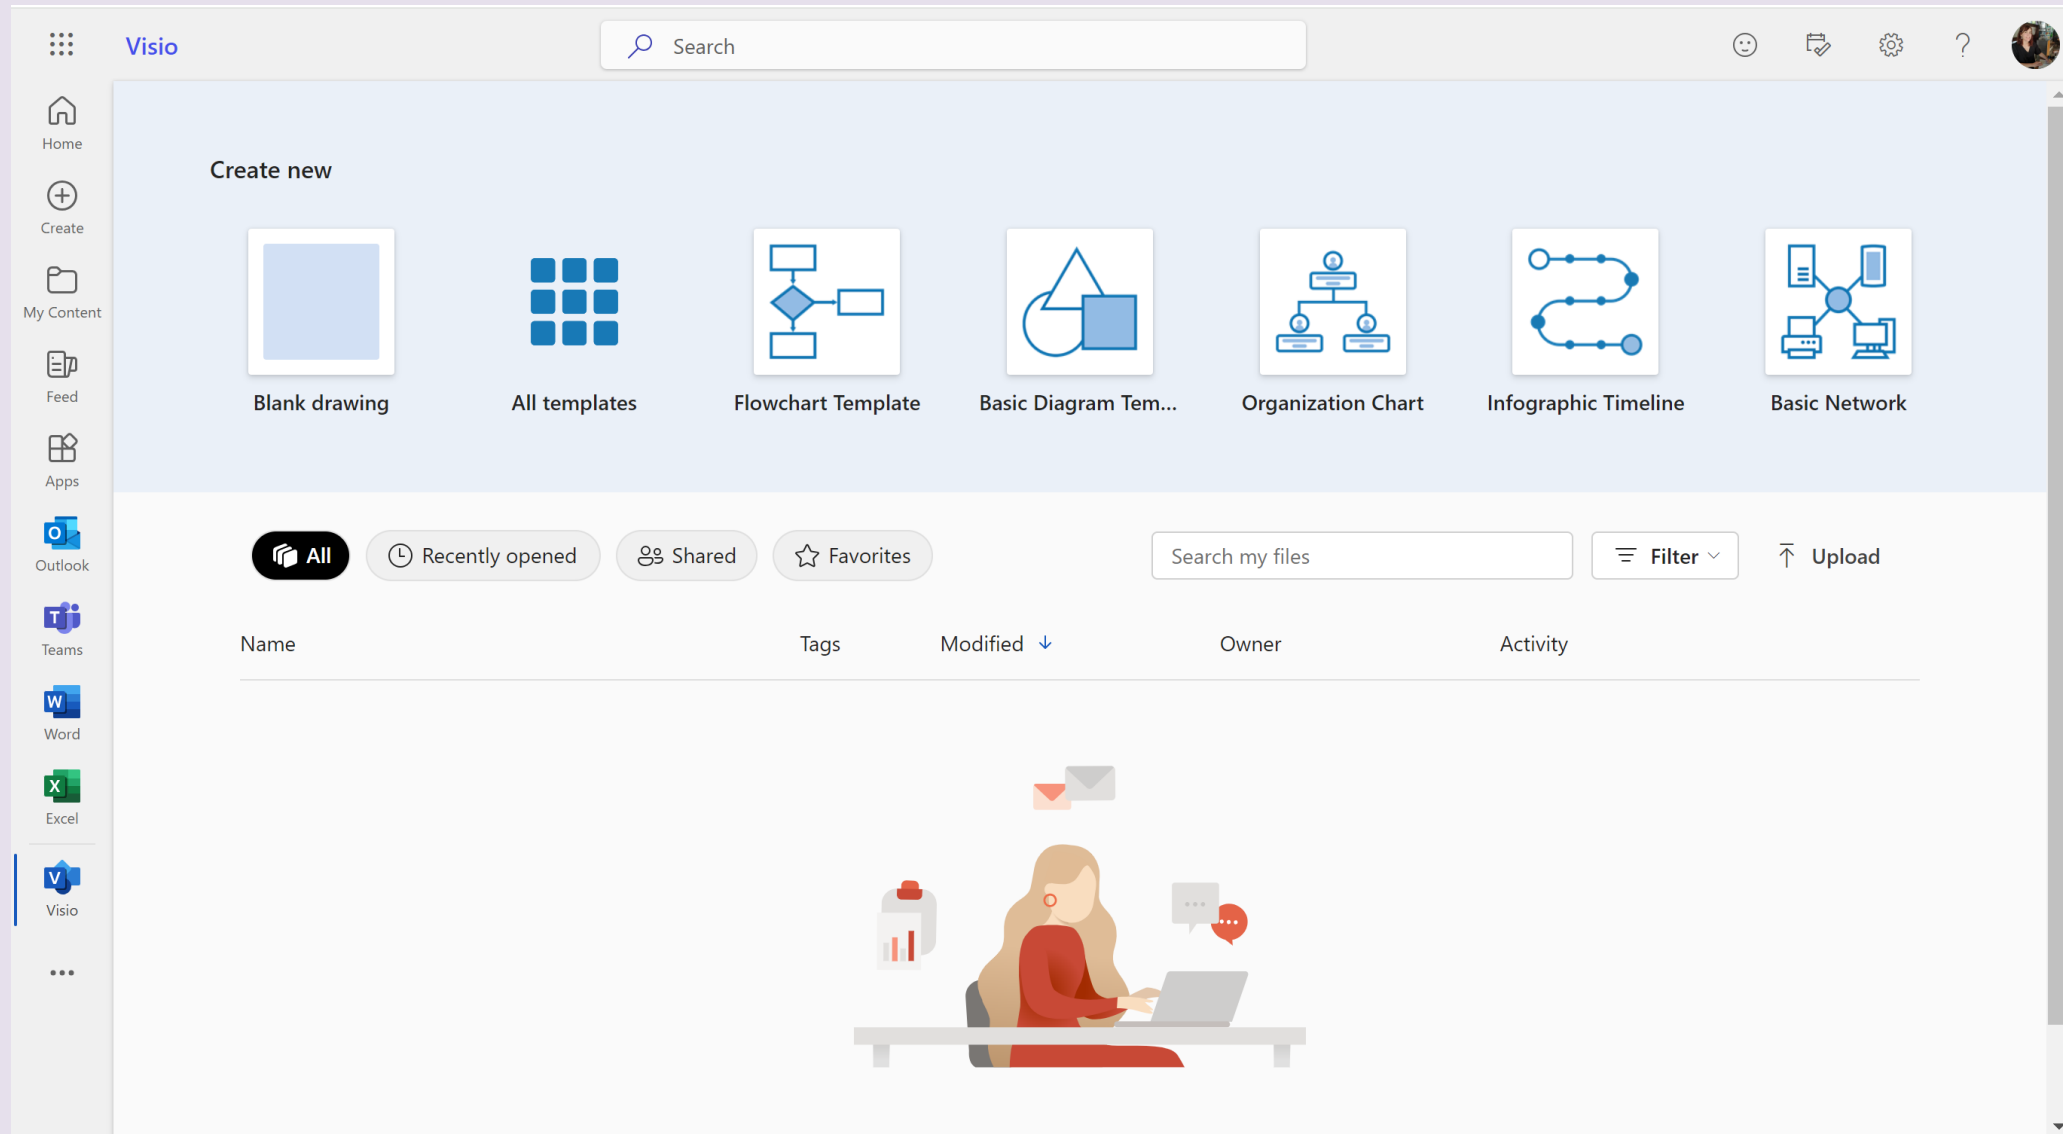 Visio
Search
Home
Create
My Content
Feed
Apps
Outlook
Teams
Word
Excel
Visio
Create new
Blank drawing
All templates
Flowchart Template
Basic Diagram Tem...
Organization Chart
Infographic Timeline
Basic Network
All
Recently opened
Shared
Favorites
Search my files
Filter
Upload
Name
Tags
Modified
Owner
Activity